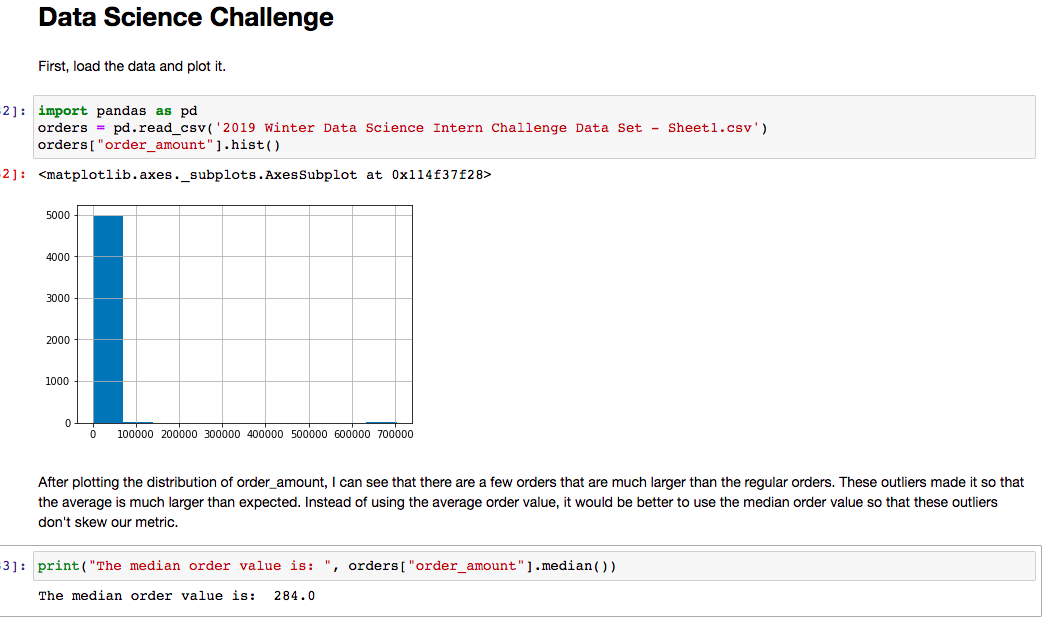 Data Science Challenge
First, load the data and plot it.
2]: import pandas as pd
orders = pd.read_csv('2019 Winter Data Science Intern Challenge Data Set - Sheet1.csv')
orders["order_amount"].hist()
2]: <matplotlib.axes._subplots.AxesSubplot at 0x114f37f28>
5000
4000
3000
2000
1000
0
0 100000 200000 300000 400000 500000 600000 700000
After plotting the distribution of order_amount, I can see that there are a few orders that are much larger than the regular orders. These outliers made it so that
the average is much larger than expected. Instead of using the average order value, it would be better to use the median order value so that these outliers
don't skew our metric.
3]: print("The median order value is: ", orders["order_amount"].median())
The median order value is:  284.0